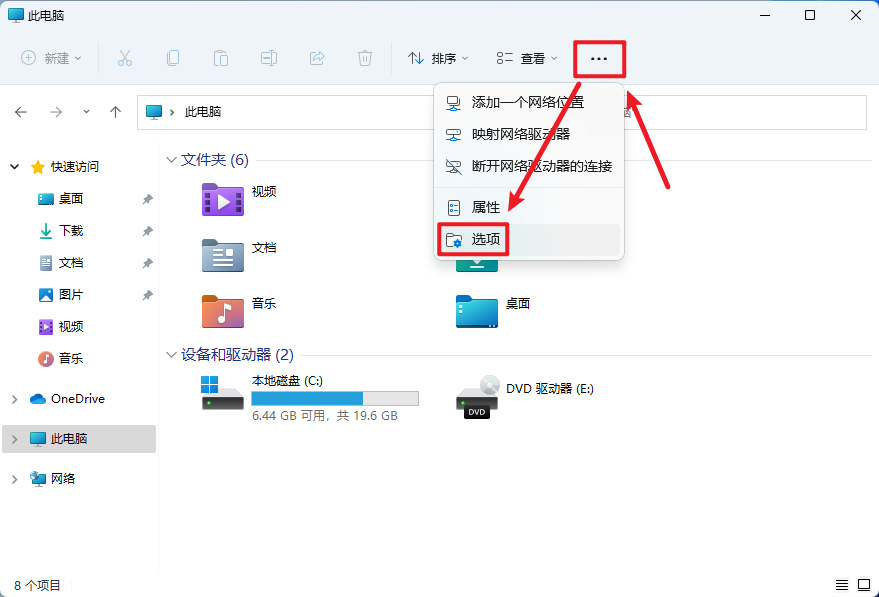 此电脑
新建
排序
查看
此电脑
添加一个网络位置
映射网络驱动器
断开网络驱动器的连接
属性
选项
快速访问
桌面
下载
文档
图片
视频
音乐
OneDrive
此电脑
网络
文件夹 (6)
视频
文档
音乐
桌面
设备和驱动器 (2)
本地磁盘 (C:)
6.44 GB 可用，共 19.6 GB
DVD
DVD 驱动器 (E:)
8 个项目